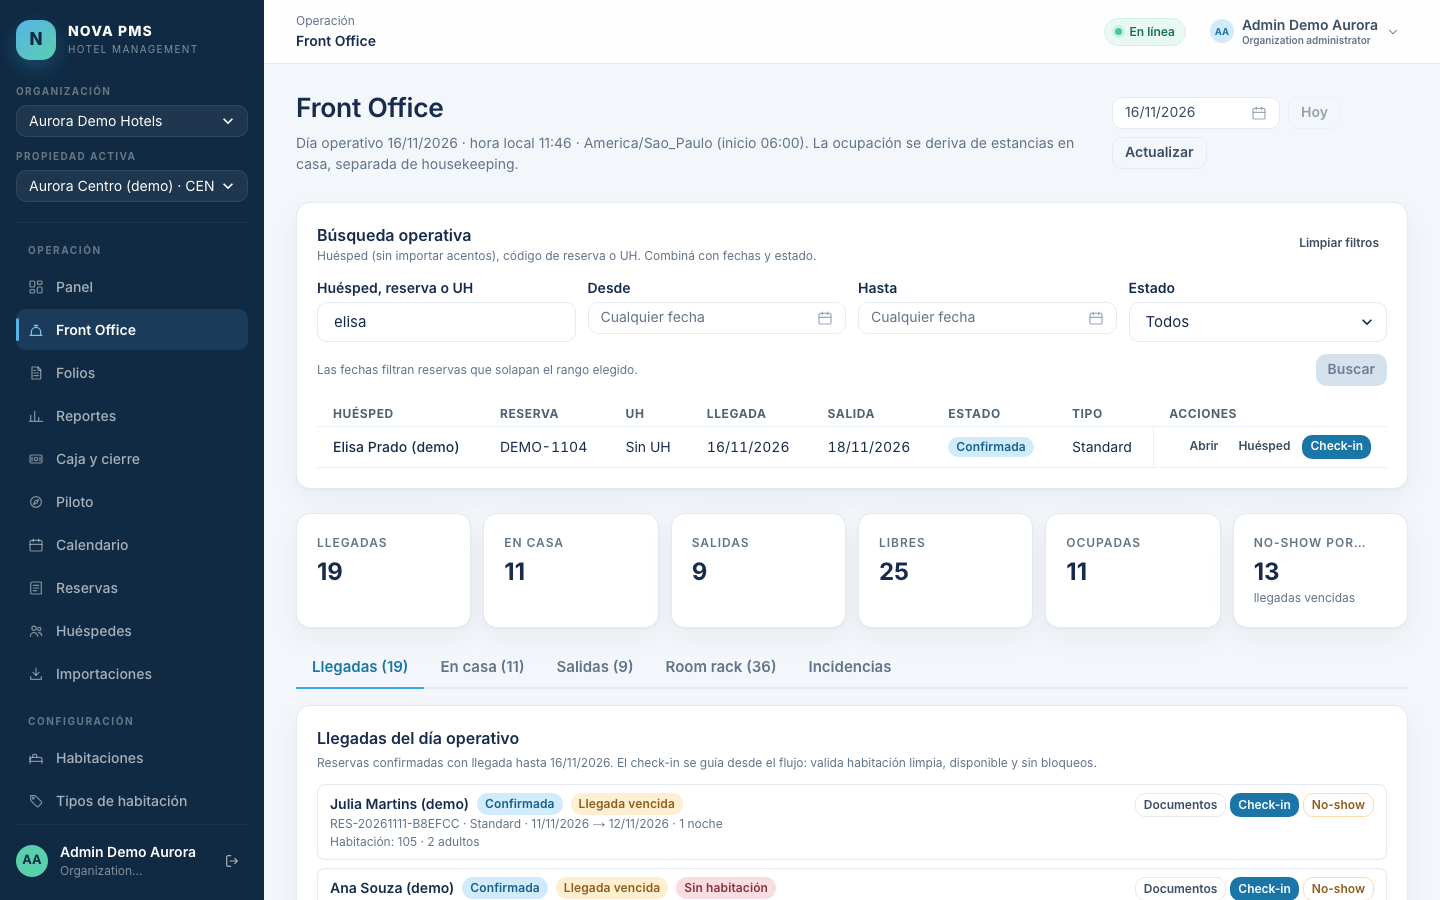 N
NOVA PMS
HOTEL MANAGEMENT
ORGANIZACIÓN
Aurora Demo Hotels
PROPIEDAD ACTIVA
Aurora Centro (demo) · CEN
OPERACIÓN
Panel
Front Office
Folios
Reportes
Caja y cierre
Piloto
Calendario
Reservas
Huéspedes
Importaciones
CONFIGURACIÓN
Habitaciones
Tipos de habitación
AA
Admin Demo Aurora
Organization...
Operación
Front Office
En línea
AA
Admin Demo Aurora
Organization administrator
Front Office
Día operativo 16/11/2026 · hora local 11:46 · America/Sao_Paulo (inicio 06:00). La ocupación se deriva de estancias en
casa, separada de housekeeping.
16/11/2026
Hoy
Actualizar
Búsqueda operativa
Huésped (sin importar acentos), código de reserva o UH. Combiná con fechas y estado.
Limpiar filtros
Huésped, reserva o UH
Desde
Hasta
Estado
elisa
Cualquier fecha
Cualquier fecha
Todos
Las fechas filtran reservas que solapan el rango elegido.
Buscar
HUÉSPED RESERVA UH LLEGADA SALIDA ESTADO TIPO ACCIONES
Elisa Prado (demo) DEMO-1104 Sin UH 16/11/2026 18/11/2026 Confirmada Standard Abrir Huésped Check-in
LLEGADAS
19
EN CASA
11
SALIDAS
9
LIBRES
25
OCUPADAS
11
NO-SHOW POR...
13
llegadas vencidas
Llegadas (19) En casa (11) Salidas (9) Room rack (36) Incidencias
Llegadas del día operativo
Reservas confirmadas con llegada hasta 16/11/2026. El check-in se guía desde el flujo: valida habitación limpia, disponible y sin bloqueos.
Julia Martins (demo) Confirmada Llegada vencida
RES-20261111-B8EFCC · Standard · 11/11/2026 → 12/11/2026 · 1 noche
Habitación: 105 · 2 adultos
Documentos Check-in No-show
Ana Souza (demo) Confirmada Llegada vencida Sin habitación
Documentos Check-in No-show